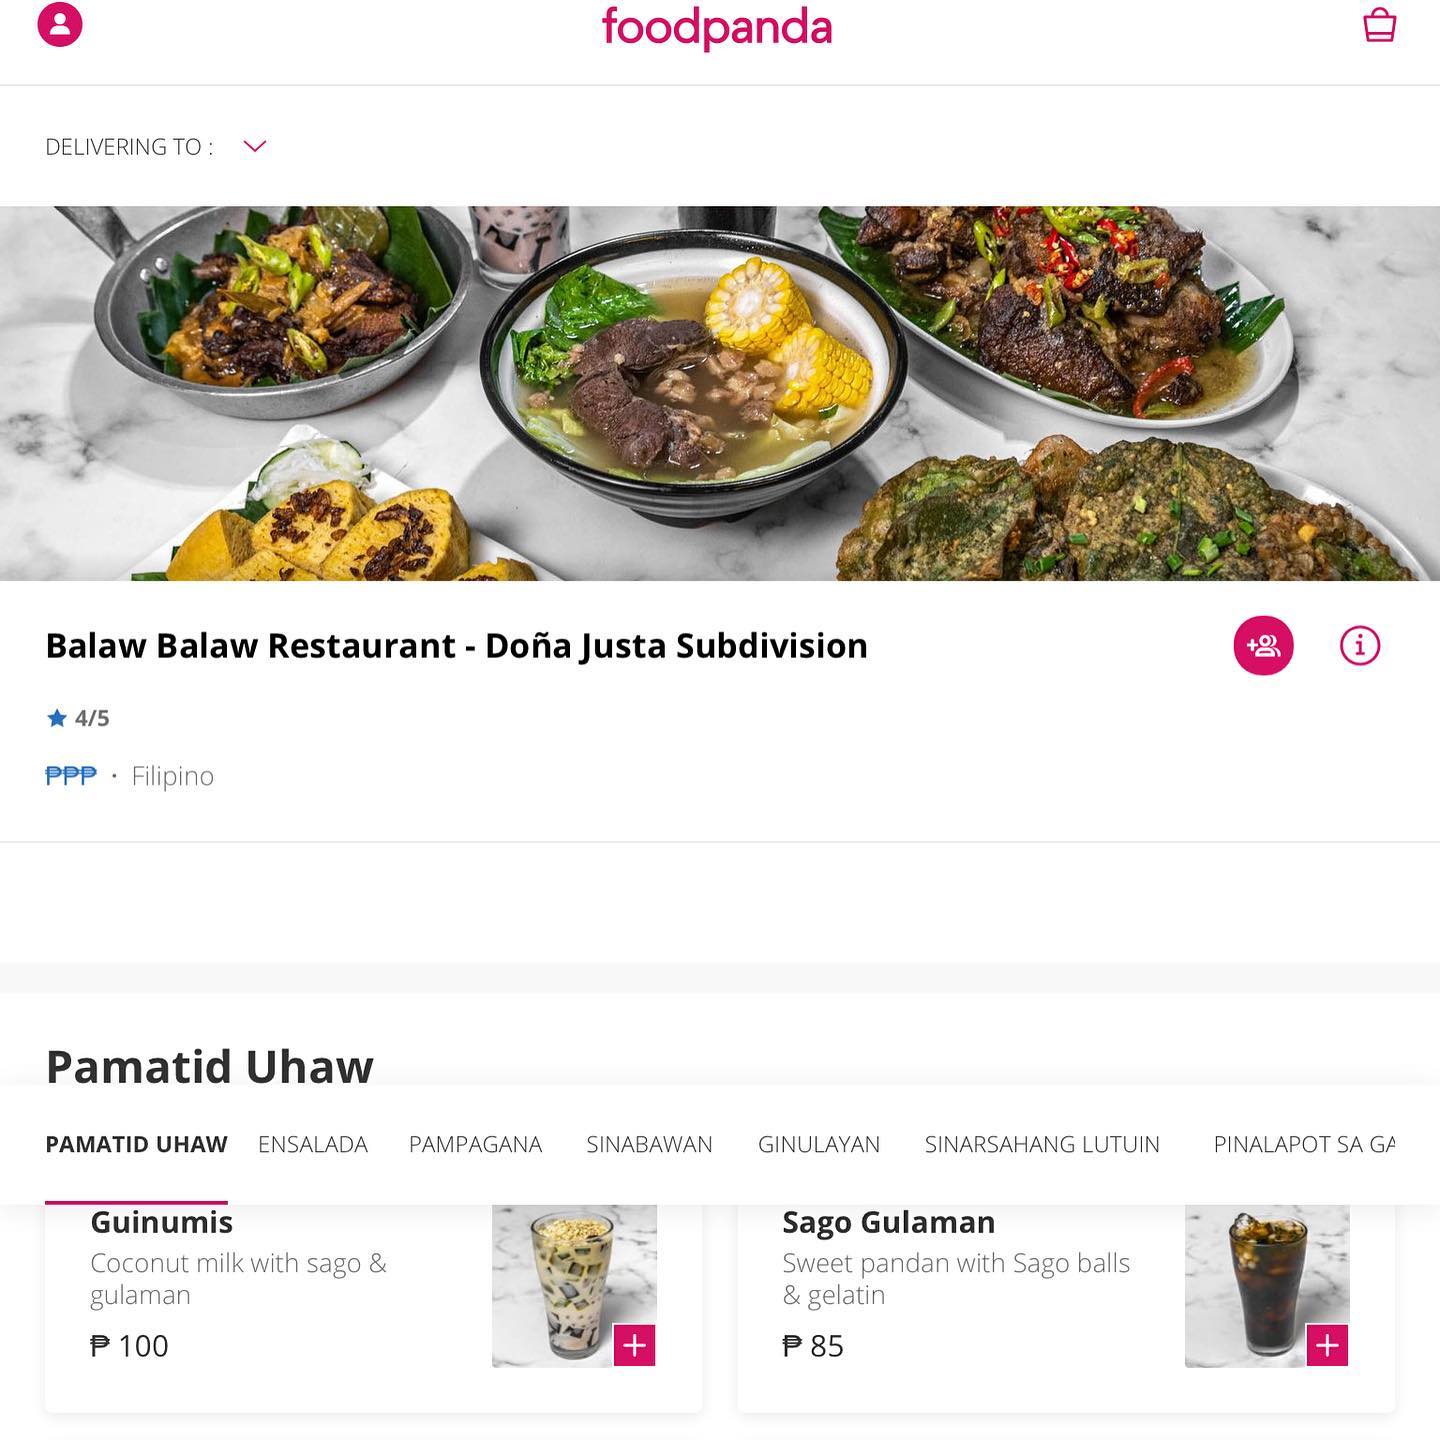 foodpanda
DELIVERING TO :
Balaw Balaw Restaurant - Doña Justa Subdivision
4/5
₱₱₱ • Filipino
Pamatid Uhaw
PAMATID UHAW ENSALADA PAMPAGANA SINABAWAN GINULAYAN SINARSAHANG LUTUIN PINALAPOT SA GA
Guinumis
Coconut milk with sago &
gulaman
₱ 100
Sago Gulaman
Sweet pandan with Sago balls
& gelatin
₱ 85